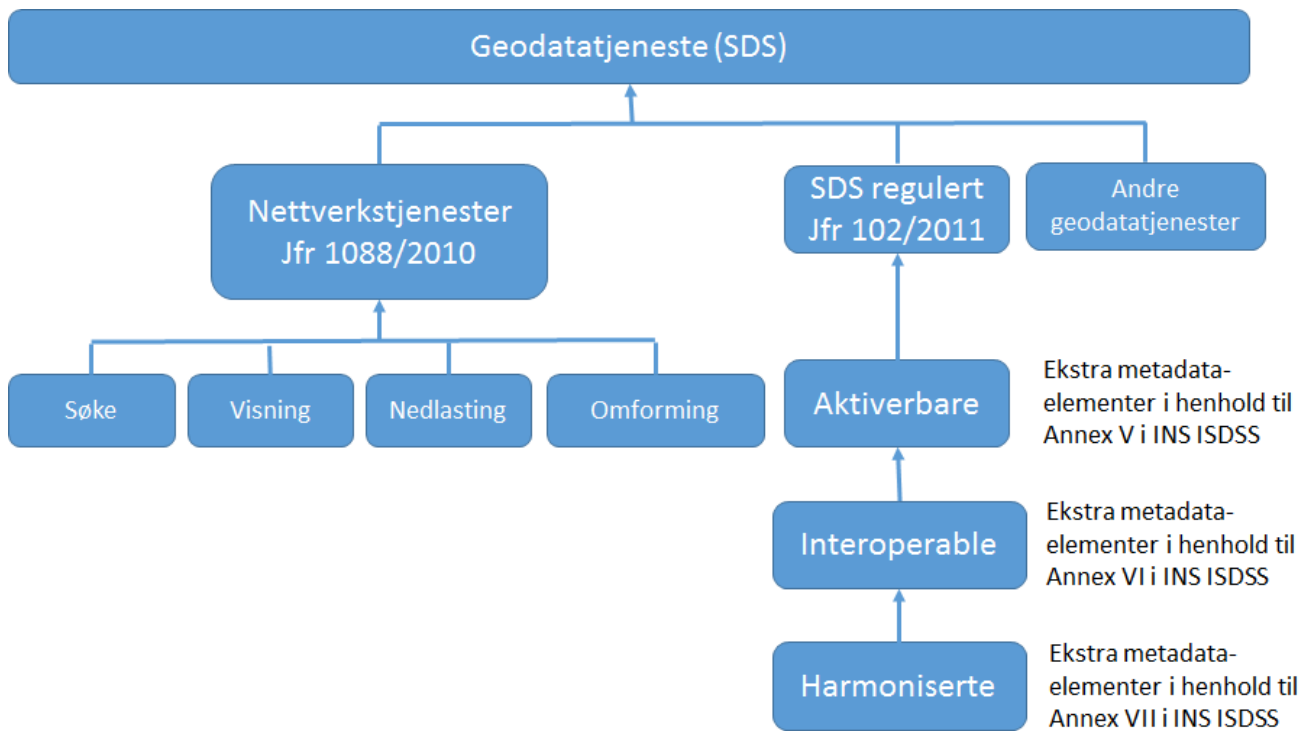 Geodatatjeneste (SDS)
Nettverkstjenester
Jfr 1088/2010
SDS regulert
Jfr 102/2011
Andre
geodatatjenester
Søke
Visning
Nedlasting
Omforming
Aktiverbare
Ekstra metadata-
elementer i henhold til
Annex V i INS ISDSS
Interoperable
Ekstra metadata-
elementer i henhold til
Annex VI i INS ISDSS
Harmoniserte
Ekstra metadata-
elementer i henhold til
Annex VII i INS ISDSS